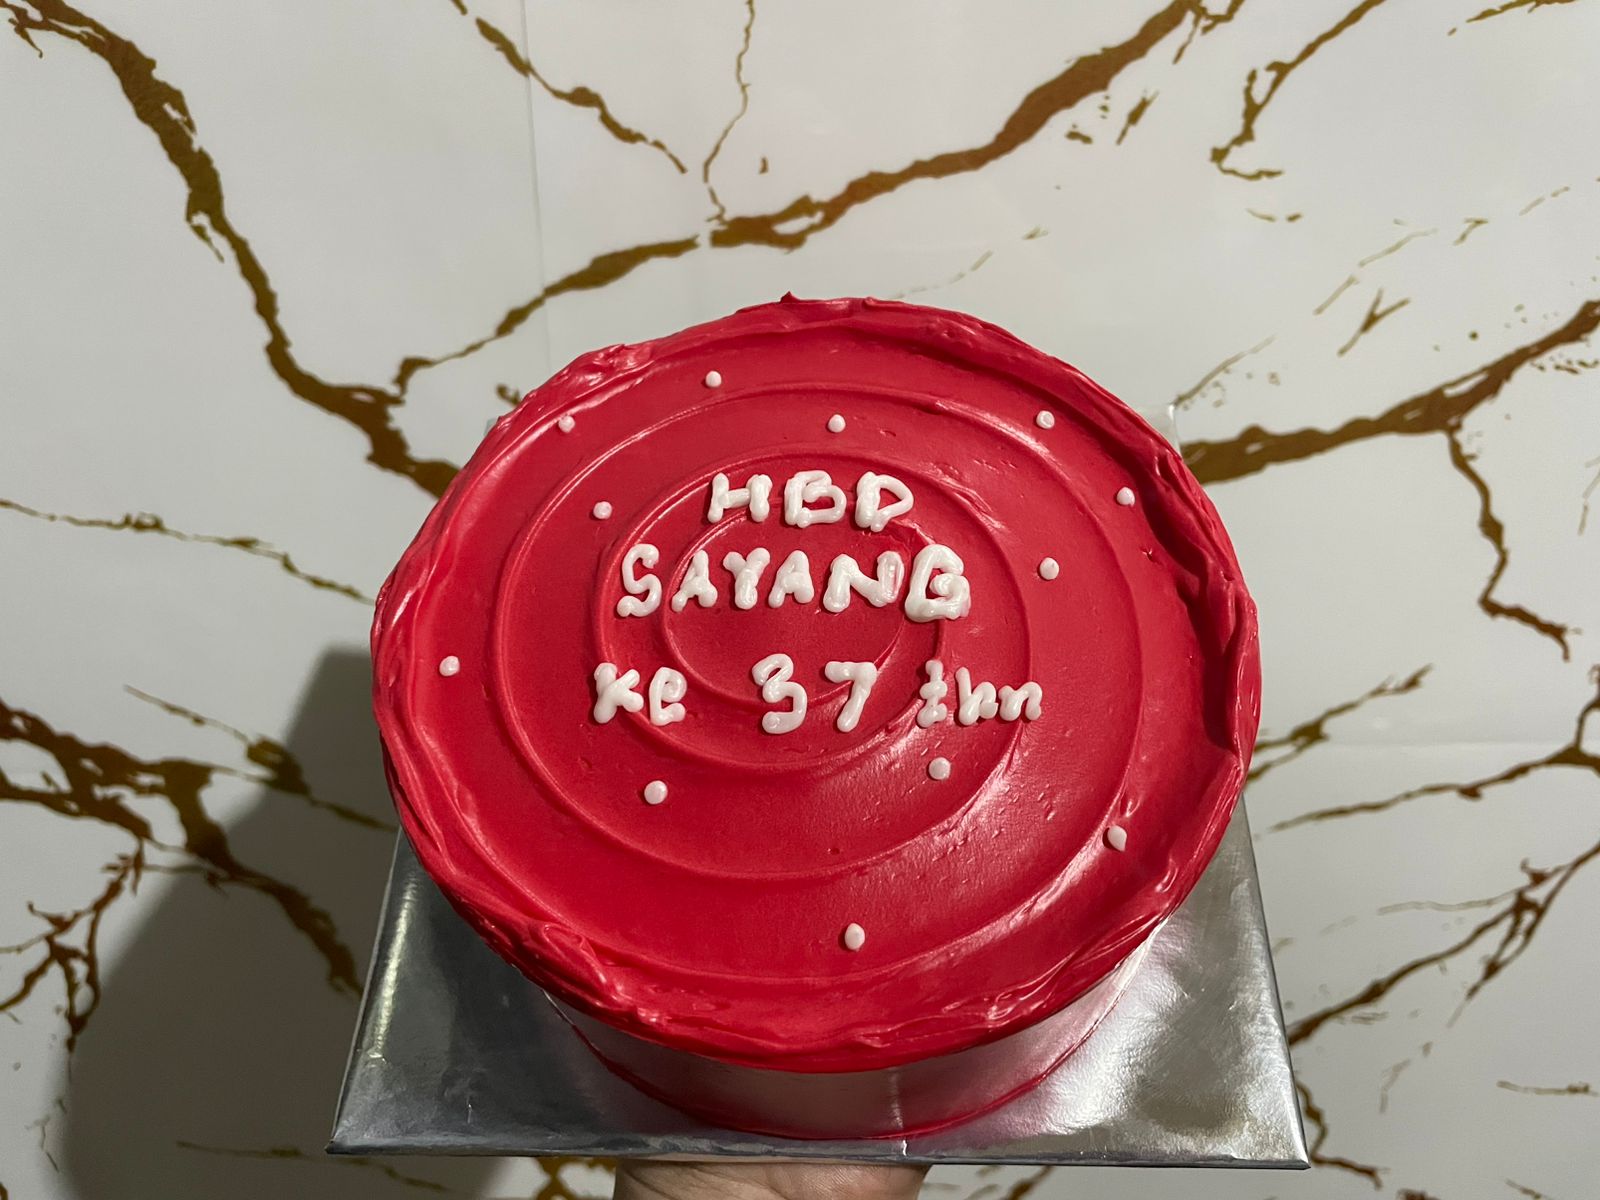 HBD
SAYANG
ke 37 thn